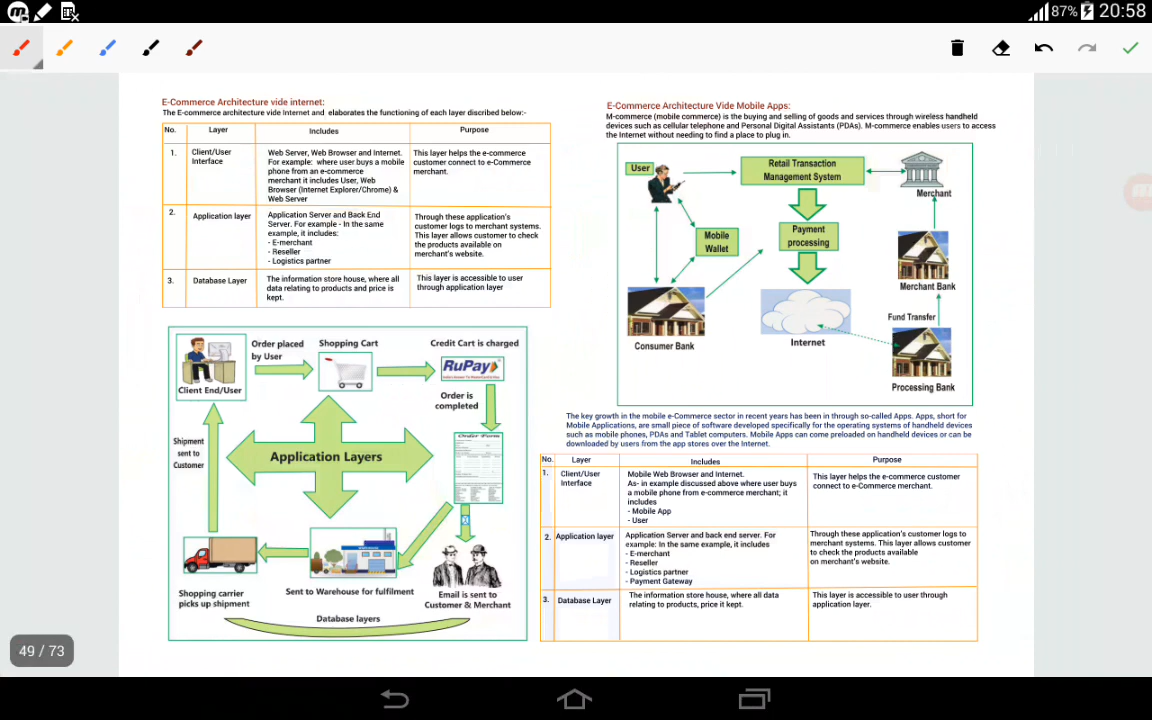 87% 20:58
E-Commerce Architecture vide internet:
The E-commerce architecture vide Internet and elaborates the functioning of each layer discribed below:-
No. Layer Includes Purpose
1. Client/User Interface
Web Server, Web Browser and Internet.
For example: where user buys a mobile
phone from an e-commerce
merchant it includes User, Web
Browser (Internet Explorer/Chrome) &
Web Server
This layer helps the e-commerce
customer connect to e-Commerce
merchant.
2. Application layer
Application Server and Back End
Server. For example - In the same
example, it includes:
- E-merchant
- Reseller
- Logistics partner
Through these application's
customer logs to merchant systems.
This layer allows customer to check
the products available on
merchant's website.
3. Database Layer
The information store house, where all
data relating to products and price is
kept.
This layer is accessible to user
through application layer
Client End/User
Order placed
by User
Shopping Cart
Credit Cart is charged
RuPay
Order is
completed
Order Form
Shipment
sent to
Customer
Application Layers
Shopping carrier
picks up shipment
Sent to Warehouse for fulfilment
Email is sent to
Customer & Merchant
Database layers
E-Commerce Architecture Vide Mobile Apps:
M-commerce (mobile commerce) is the buying and selling of goods and services through wireless handheld
devices such as cellular telephone and Personal Digital Assistants (PDAs). M-commerce enables users to access
the Internet without needing to find a place to plug in.
User
Retail Transaction
Management System
Merchant
Mobile
Wallet
Payment
processing
Merchant Bank
Fund Transfer
Consumer Bank
Internet
Processing Bank
The key growth in the mobile e-Commerce sector in recent years has been in through so-called Apps. Apps, short for
Mobile Applications, are small piece of software developed specifically for the operating systems of handheld devices
such as mobile phones, PDAs and Tablet computers. Mobile Apps can come preloaded on handheld devices or can be
downloaded by users from the app stores over the Internet.
No. Layer Includes Purpose
1. Client/User
Interface
Mobile Web Browser and Internet.
As- in example discussed above where user buys
a mobile phone from e-commerce merchant; it
includes
- Mobile App
- User
This layer helps the e-commerce customer
connect to e-Commerce merchant.
2. Application layer
Application Server and back end server. For
example: In the same example, it includes
- E-merchant
- Reseller
- Logistics partner
- Payment Gateway
Through these application's customer logs to
merchant systems. This layer allows customer
to check the products available
on merchant's website.
3. Database Layer
The information store house, where all data
relating to products, price it kept.
This layer is accessible to user through
application layer.
49 / 73